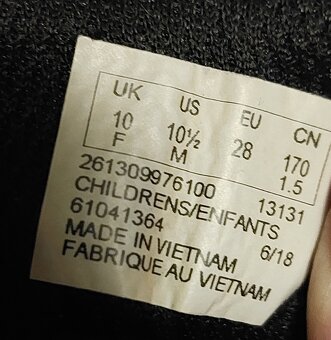 UK US EU CN
10 10½ 28 170
F M 1.5
261309976100 13131
CHILDRENS/ENFANTS
61041364 6/18
MADE IN VIETNAM
FABRIQUE AU VIETNAM